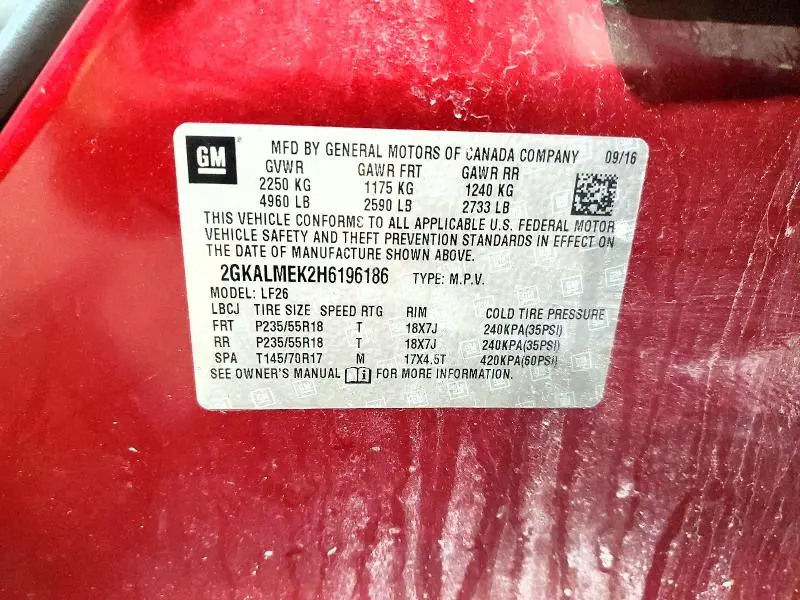 GM
MFD BY GENERAL MOTORS OF CANADA COMPANY 09/16
GVWR GAWR FRT GAWR RR
2250 KG 1175 KG 1240 KG
4960 LB 2590 LB 2733 LB
THIS VEHICLE CONFORMS TO ALL APPLICABLE U.S. FEDERAL MOTOR
VEHICLE SAFETY AND THEFT PREVENTION STANDARDS IN EFFECT ON
THE DATE OF MANUFACTURE SHOWN ABOVE.
2GKALMEK2H6196186 TYPE: M.P.V.
MODEL: LF26
LBCJ TIRE SIZE SPEED RTG RIM COLD TIRE PRESSURE
FRT P235/55R18 T 18X7J 240KPA(35PSI)
RR P235/55R18 T 18X7J 240KPA(35PSI)
SPA T145/70R17 M 17X4.5T 420KPA(60PSI)
SEE OWNER'S MANUAL FOR MORE INFORMATION.